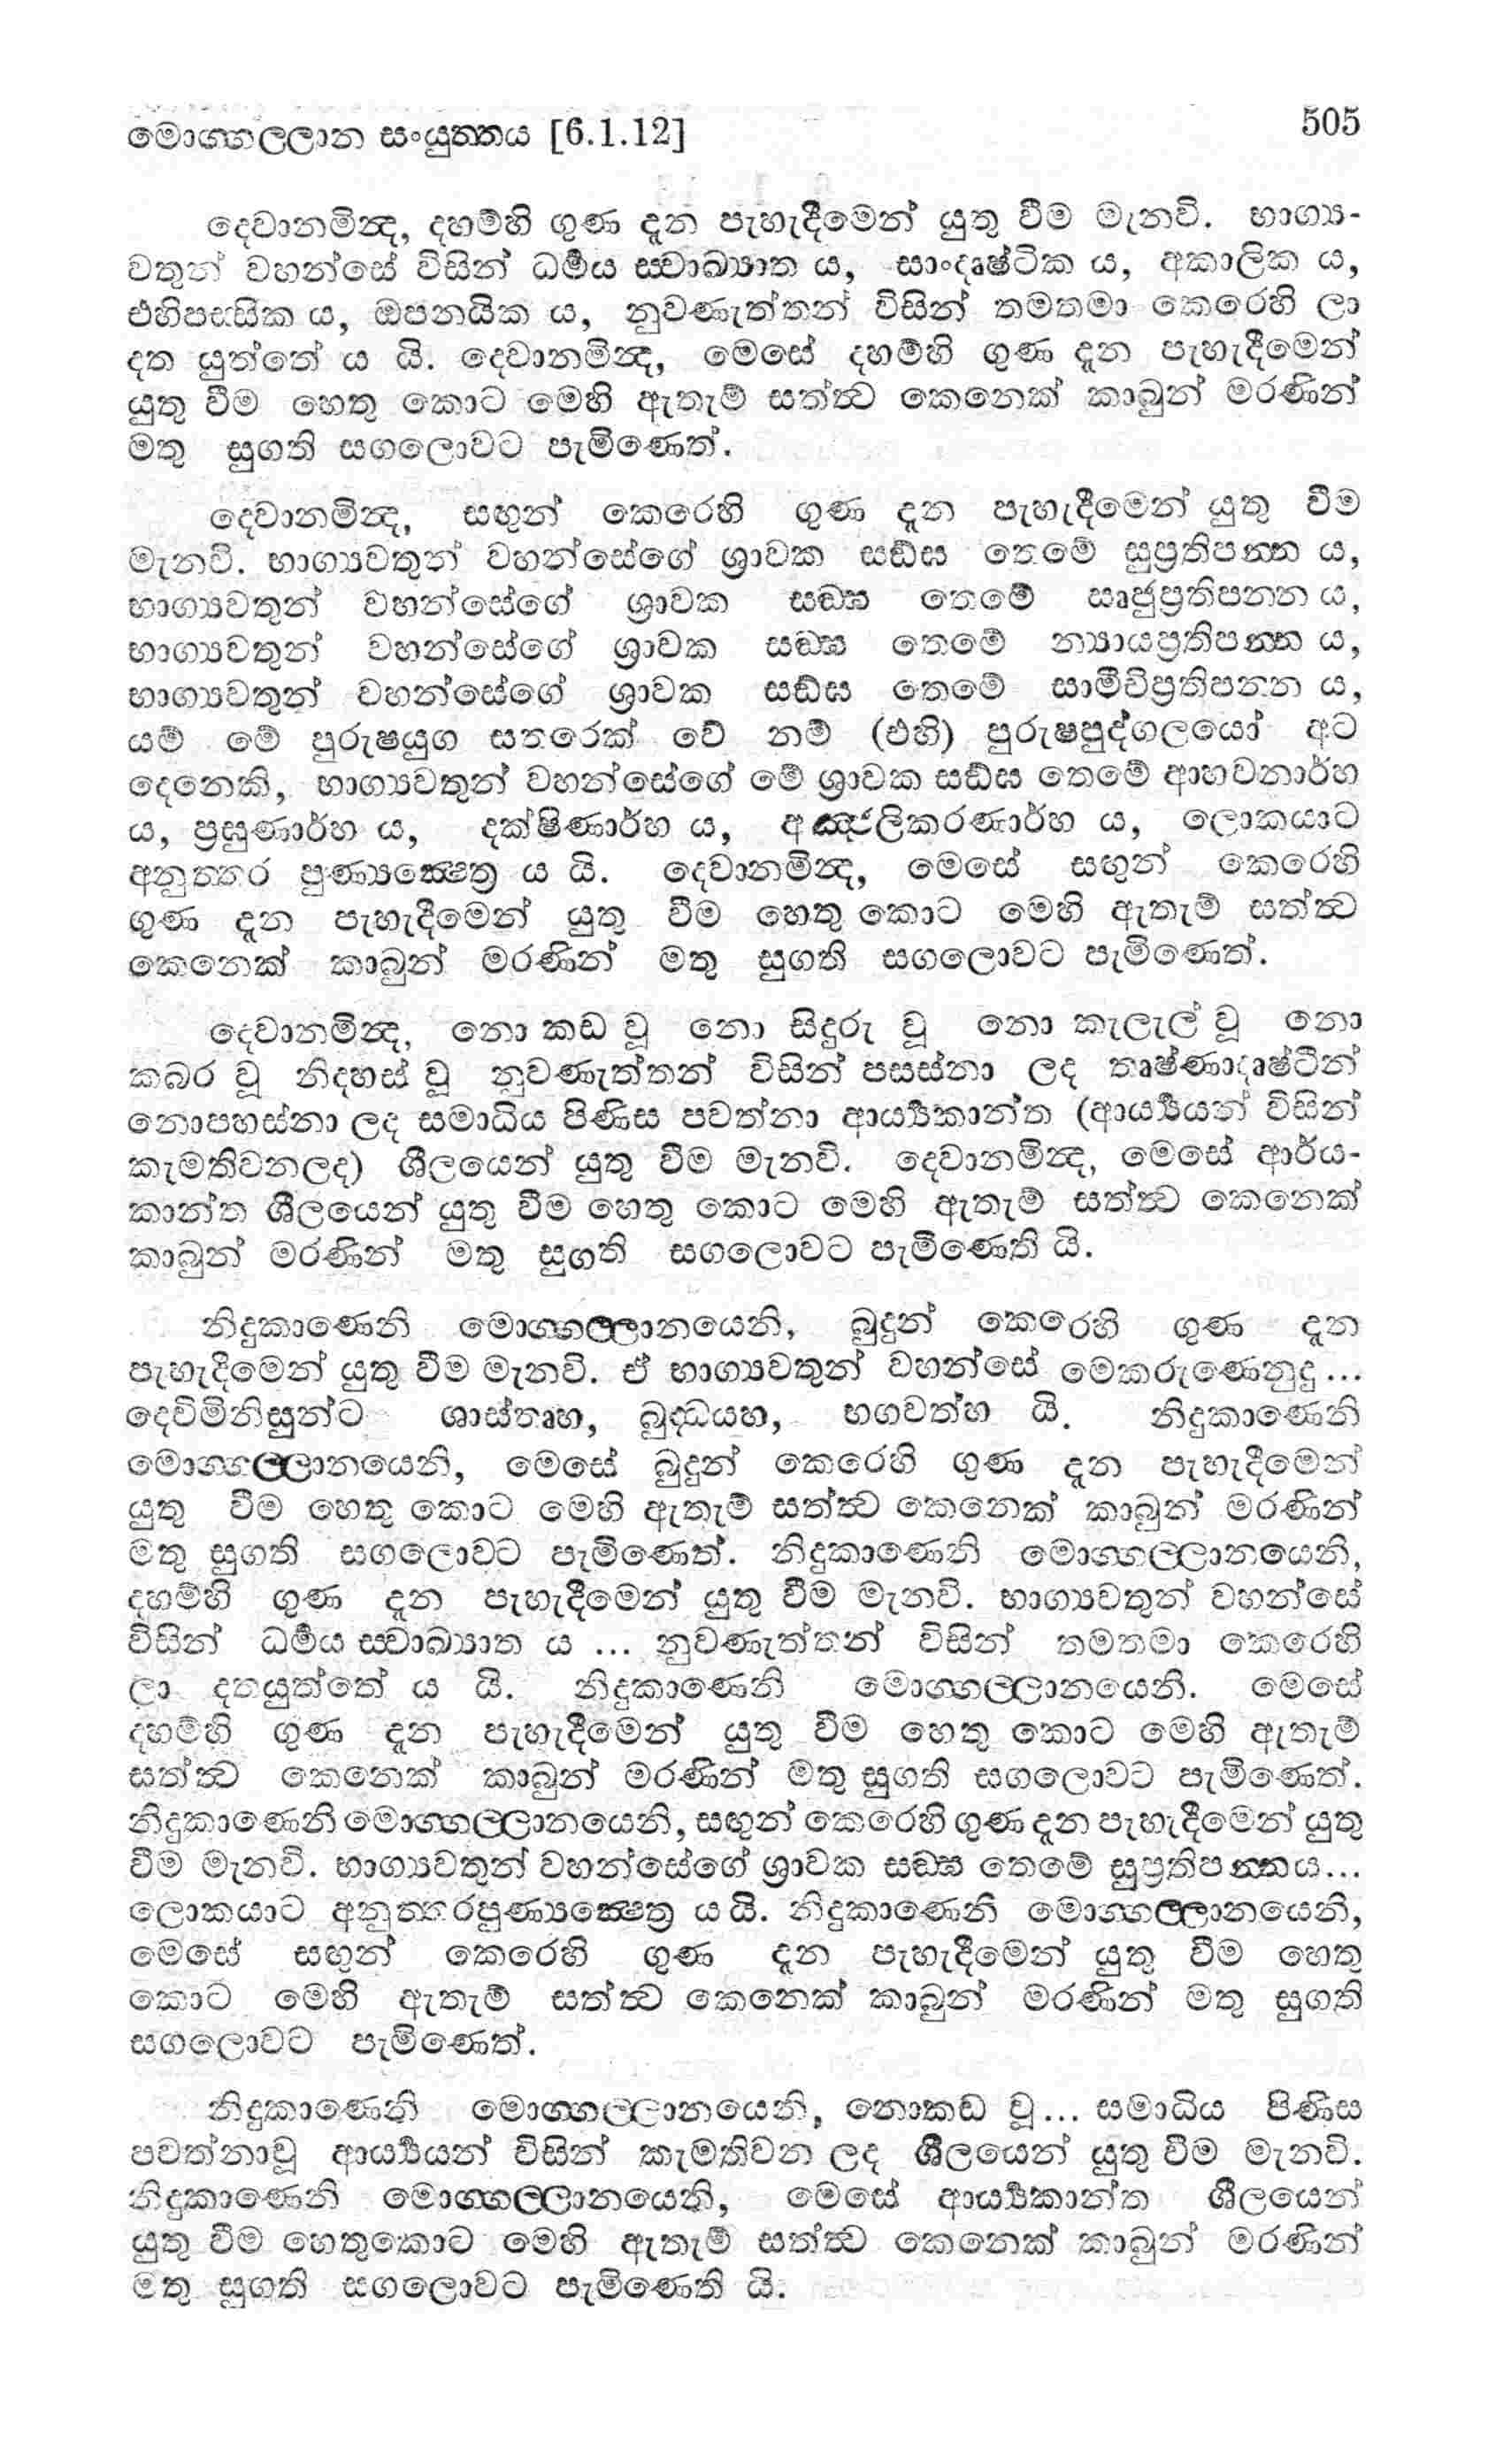 මොග්ගල්ලාන සංයුත්තය [6.1.12] 505
දෙවානමින්ද, දහම්හි ගුණ දැන පැහැදීමෙන් යුතු වීම මැනවි. භාග්‍ය-
වතුන් වහන්සේ විසින් ධර්‍මය ස්වාඛ්‍යාත ය, සාංදෘෂ්ටික ය, අකාලික ය,
එහිපස්සික ය, ඔපනයික ය, නුවණැත්තන් විසින් තමතමා කෙරෙහි ලා
දත යුත්තේ ය යි. දෙවානමින්ද, මෙසේ දහම්හි ගුණ දැන පැහැදීමෙන්
යුතු වීම හෙතු කොට මෙහි ඇතැම් සත්ත්‍ව කෙනෙක් කාබුන් මරණින්
මතු සුගති සගලොවට පැමිණෙත්.
දෙවානමින්ද, සඟුන් කෙරෙහි ගුණ දැන පැහැදීමෙන් යුතු වීම
මැනවි. භාග්‍යවතුන් වහන්සේගේ ශ්‍රාවක සඞ්ඝ තෙමේ සුප්‍රතිපන්න ය,
භාග්‍යවතුන් වහන්සේගේ ශ්‍රාවක සඞ්ඝ තෙමේ ඍජුප්‍රතිපන්න ය,
භාග්‍යවතුන් වහන්සේගේ ශ්‍රාවක සඞ්ඝ තෙමේ න්‍යායප්‍රතිපන්න ය,
භාග්‍යවතුන් වහන්සේගේ ශ්‍රාවක සඞ්ඝ තෙමේ සාමීචිප්‍රතිපන්න ය,
යම් මේ පුරුෂයුග සතරෙක් වේ නම් (එහි) පුරුෂපුද්ගලයෝ අට
දෙනෙකි, භාග්‍යවතුන් වහන්සේගේ මේ ශ්‍රාවක සඞ්ඝ තෙමේ ආහවනාර්හ
ය, ප්‍රඝුණාර්හ ය, දක්ෂිණාර්හ ය, අඤ්ජලිකරණාර්හ ය, ලොකයාට
අනුත්තර පුණ්‍යක්‍ෂෙත්‍ර ය යි. දෙවානමින්ද, මෙසේ සඟුන් කෙරෙහි
ගුණ දැන පැහැදීමෙන් යුතු වීම හෙතු කොට මෙහි ඇතැම් සත්ත්‍ව
කෙනෙක් කාබුන් මරණින් මතු සුගති සගලොවට පැමිණෙත්.
දෙවානමින්ද, නො කඩ වූ නො සිදුරු වූ නො කැලැල් වූ නො
කබර වූ නිදහස් වූ නුවණැත්තන් විසින් පසස්නා ලද තෘෂ්ණාදෘෂ්ටීන්
නොපහස්නා ලද සමාධිය පිණිස පවත්නා ආර්‍ය්‍යකාන්ත (ආර්‍ය්‍යයන් විසින්
කැමතිවනලද) ශීලයෙන් යුතු වීම මැනවි. දෙවානමින්ද, මෙසේ ආර්ය-
කාන්ත ශීලයෙන් යුතු වීම හෙතු කොට මෙහි ඇතැම් සත්ත්‍ව කෙනෙක්
කාබුන් මරණින් මතු සුගති සගලොවට පැමිණෙති යි.
නිදුකාණෙනි මොග්ගල්ලානයෙනි, බුදුන් කෙරෙහි ගුණ දැන
පැහැදීමෙන් යුතු වීම මැනවි. ඒ භාග්‍යවතුන් වහන්සේ මෙකරුණෙනුදු ...
දෙව්මිනිසුන්ට ශාස්තෘහ, බුද්ධයහ, භගවත්හ යි. නිදුකාණෙනි
මොග්ගල්ලානයෙනි, මෙසේ බුදුන් කෙරෙහි ගුණ දැන පැහැදීමෙන්
යුතු වීම හෙතු කොට මෙහි ඇතැම් සත්ත්‍ව කෙනෙක් කාබුන් මරණින්
මතු සුගති සගලොවට පැමිණෙත්. නිදුකාණෙනි මොග්ගල්ලානයෙනි,
දහම්හි ගුණ දැන පැහැදීමෙන් යුතු වීම මැනවි. භාග්‍යවතුන් වහන්සේ
විසින් ධර්‍මය ස්වාඛ්‍යාත ය ... නුවණැත්තන් විසින් තමතමා කෙරෙහි
ලා දතයුත්තේ ය යි. නිදුකාණෙනි මොග්ගල්ලානයෙනි. මෙසේ
දහම්හි ගුණ දැන පැහැදීමෙන් යුතු වීම හෙතු කොට මෙහි ඇතැම්
සත්ත්‍ව කෙනෙක් කාබුන් මරණින් මතු සුගති සගලොවට පැමිණෙත්.
නිදුකාණෙනි මොග්ගල්ලානයෙනි, සඟුන් කෙරෙහි ගුණ දැන පැහැදීමෙන් යුතු
වීම මැනවි. භාග්‍යවතුන් වහන්සේගේ ශ්‍රාවක සඞ්ඝ තෙමේ සුප්‍රතිපන්නය...
ලොකයාට අනුත්තරපුණ්‍යක්‍ෂෙත්‍ර ය යි. නිදුකාණෙනි මොග්ගල්ලානයෙනි,
මෙසේ සඟුන් කෙරෙහි ගුණ දැන පැහැදීමෙන් යුතු වීම හෙතු
කොට මෙහි ඇතැම් සත්ත්‍ව කෙනෙක් කාබුන් මරණින් මතු සුගති
සගලොවට පැමිණෙත්.
නිදුකාණෙනි මොග්ගල්ලානයෙනි, නොකඩ වූ... සමාධිය පිණිස
පවත්නාවූ ආර්‍ය්‍යයන් විසින් කැමතිවන ලද ශීලයෙන් යුතු වීම මැනවි.
නිදුකාණෙනි මොග්ගල්ලානයෙනි, මෙසේ ආර්‍ය්‍යකාන්ත ශීලයෙන්
යුතු වීම හෙතුකොට මෙහි ඇතැම් සත්ත්‍ව කෙනෙක් කාබුන් මරණින්
මතු සුගති සගලොවට පැමිණෙති යි.